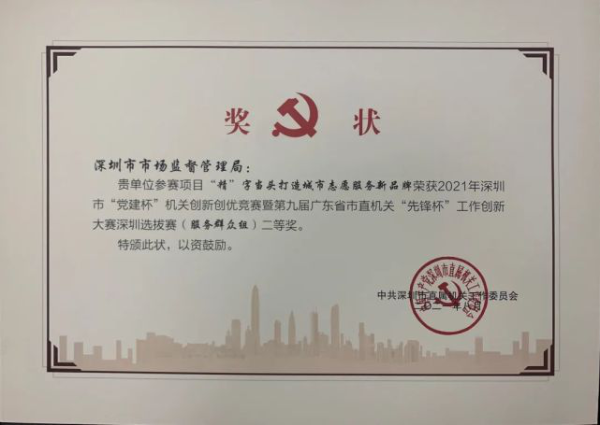 奖 状
深圳市市场监督管理局：
贵单位参赛项目“精”字当头打造城市志愿服务新品牌荣获2021年深圳
市“党建杯”机关创新创优竞赛暨第九届广东省市直机关“先锋杯”工作创新
大赛深圳选拔赛（服务群众组）二等奖。
特颁此状，以资鼓励。
中共深圳市直属机关工作委员会